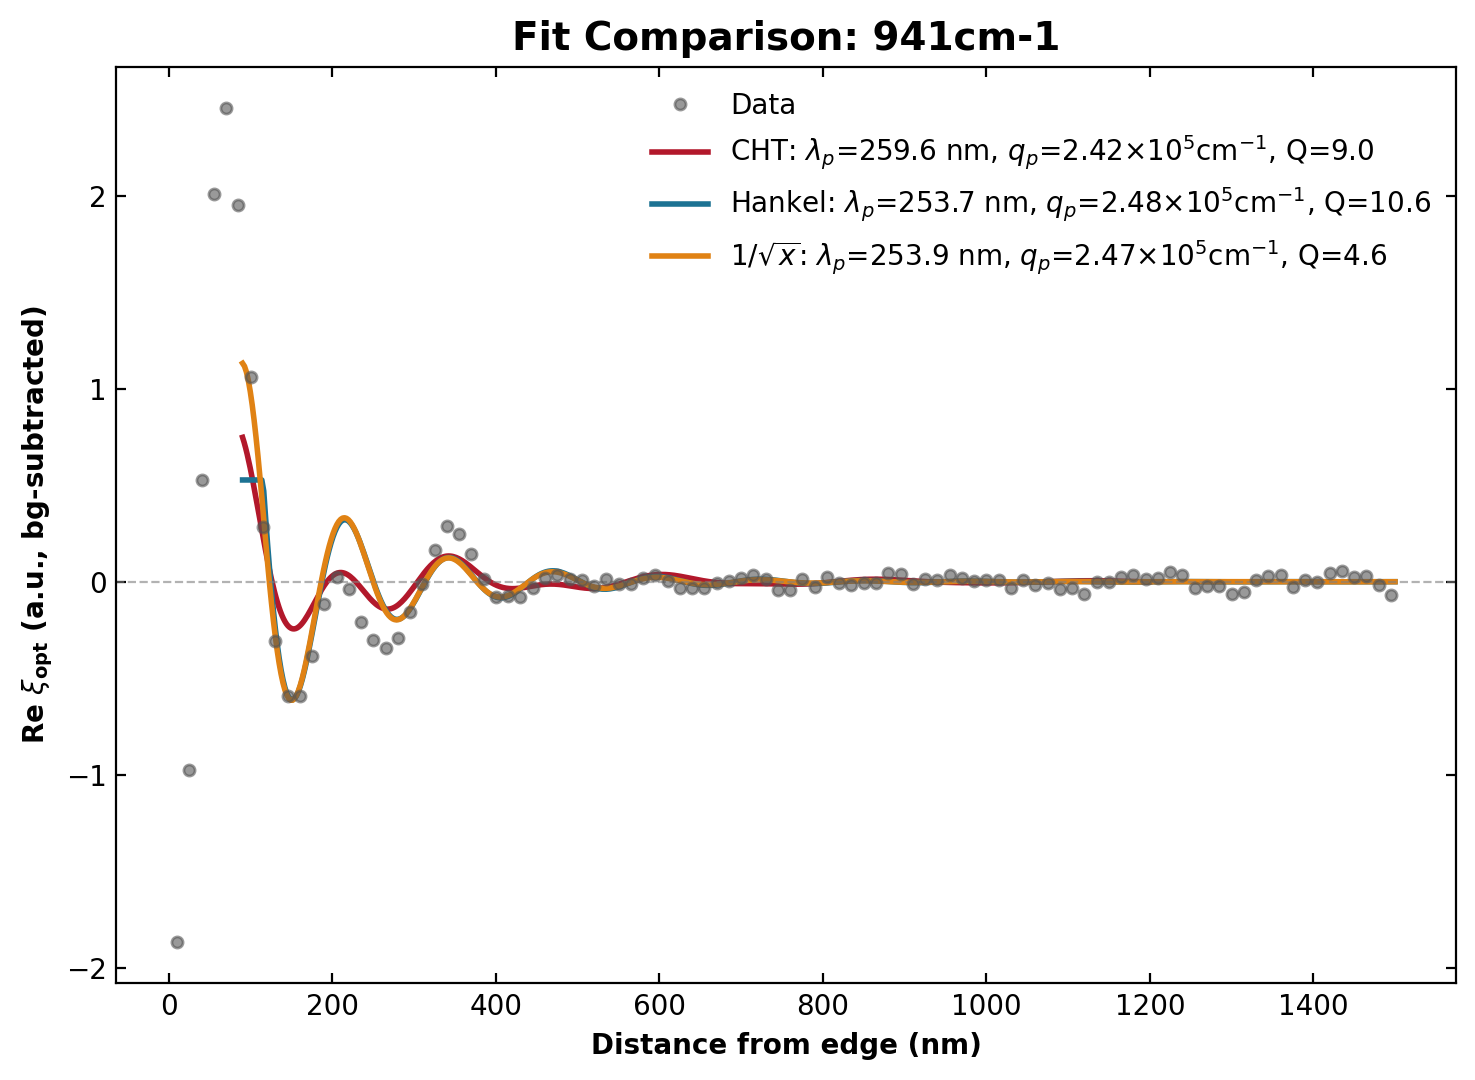 Fit Comparison: 941cm-1
Data
CHT: λₚ=259.6 nm, qₚ=2.42×10⁵cm⁻¹, Q=9.0
Hankel: λₚ=253.7 nm, qₚ=2.48×10⁵cm⁻¹, Q=10.6
1/√x: λₚ=253.9 nm, qₚ=2.47×10⁵cm⁻¹, Q=4.6
Re ξopt (a.u., bg-subtracted)
2
1
0
−1
−2
0 200 400 600 800 1000 1200 1400
Distance from edge (nm)